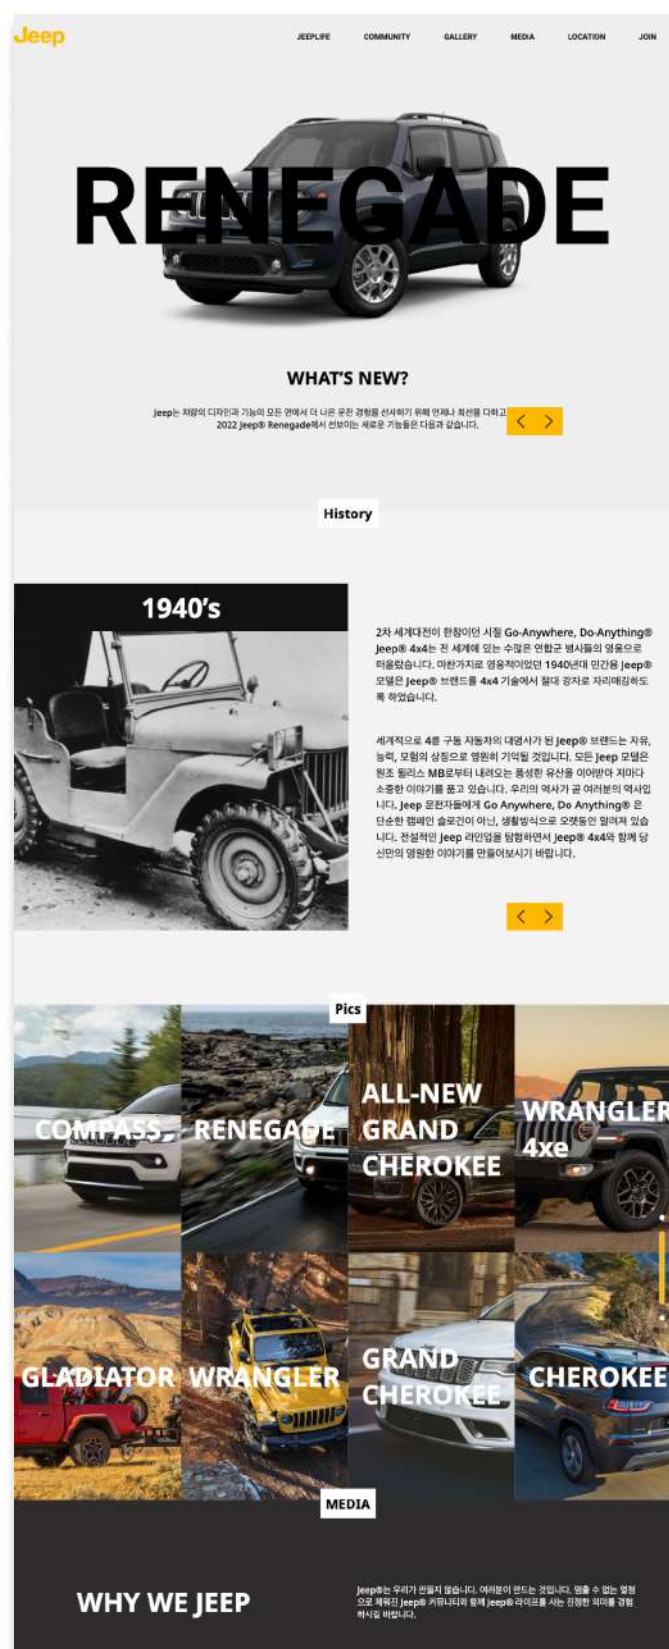 Jeep
JEEPLIFE COMMUNITY GALLERY MEDIA LOCATION JOIN
RENEGADE
WHAT'S NEW?
Jeep는 차량의 디자인과 기능의 모든 면에서 더 나은 운전 경험을 선사하기 위해 언제나 최선을 다하고
2022 Jeep® Renegade에서 선보이는 새로운 기능들은 다음과 같습니다.
History
1940's
2차 세계대전이 한창이던 시절 Go-Anywhere, Do-Anything®
Jeep® 4x4는 전 세계에 있는 수많은 연합군 병사들의 영웅으로
떠올랐습니다. 마찬가지로 영웅적이었던 1940년대 민간용 Jeep®
모델은 Jeep® 브랜드를 4x4 기술에서 절대 강자로 자리매김하도
록 하였습니다.
세계적으로 4륜 구동 자동차의 대명사가 된 Jeep® 브랜드는 자유,
능력, 모험의 상징으로 영원히 기억될 것입니다. 모든 Jeep 모델은
원조 윌리스 MB로부터 내려오는 풍성한 유산을 이어받아 저마다
소중한 이야기를 품고 있습니다. 우리의 역사가 곧 여러분의 역사입
니다. Jeep 운전자들에게 Go Anywhere, Do Anything® 은
단순한 캠페인 슬로건이 아닌, 생활방식으로 오랫동안 알려져 있습
니다. 전설적인 Jeep 라인업을 탐험하면서 Jeep® 4x4와 함께 당
신만의 영원한 이야기를 만들어보시기 바랍니다.
Pics
COMPASS
RENEGADE
ALL-NEW
GRAND
CHEROKEE
WRANGLER
4xe
GLADIATOR
WRANGLER
GRAND
CHEROKEE
CHEROKEE
MEDIA
WHY WE JEEP
Jeep®는 우리가 만들지 않습니다. 여러분이 만드는 것입니다. 멈출 수 없는 열정
으로 채워진 Jeep® 커뮤니티와 함께 Jeep® 라이프를 사는 진정한 의미를 경험
하시길 바랍니다.